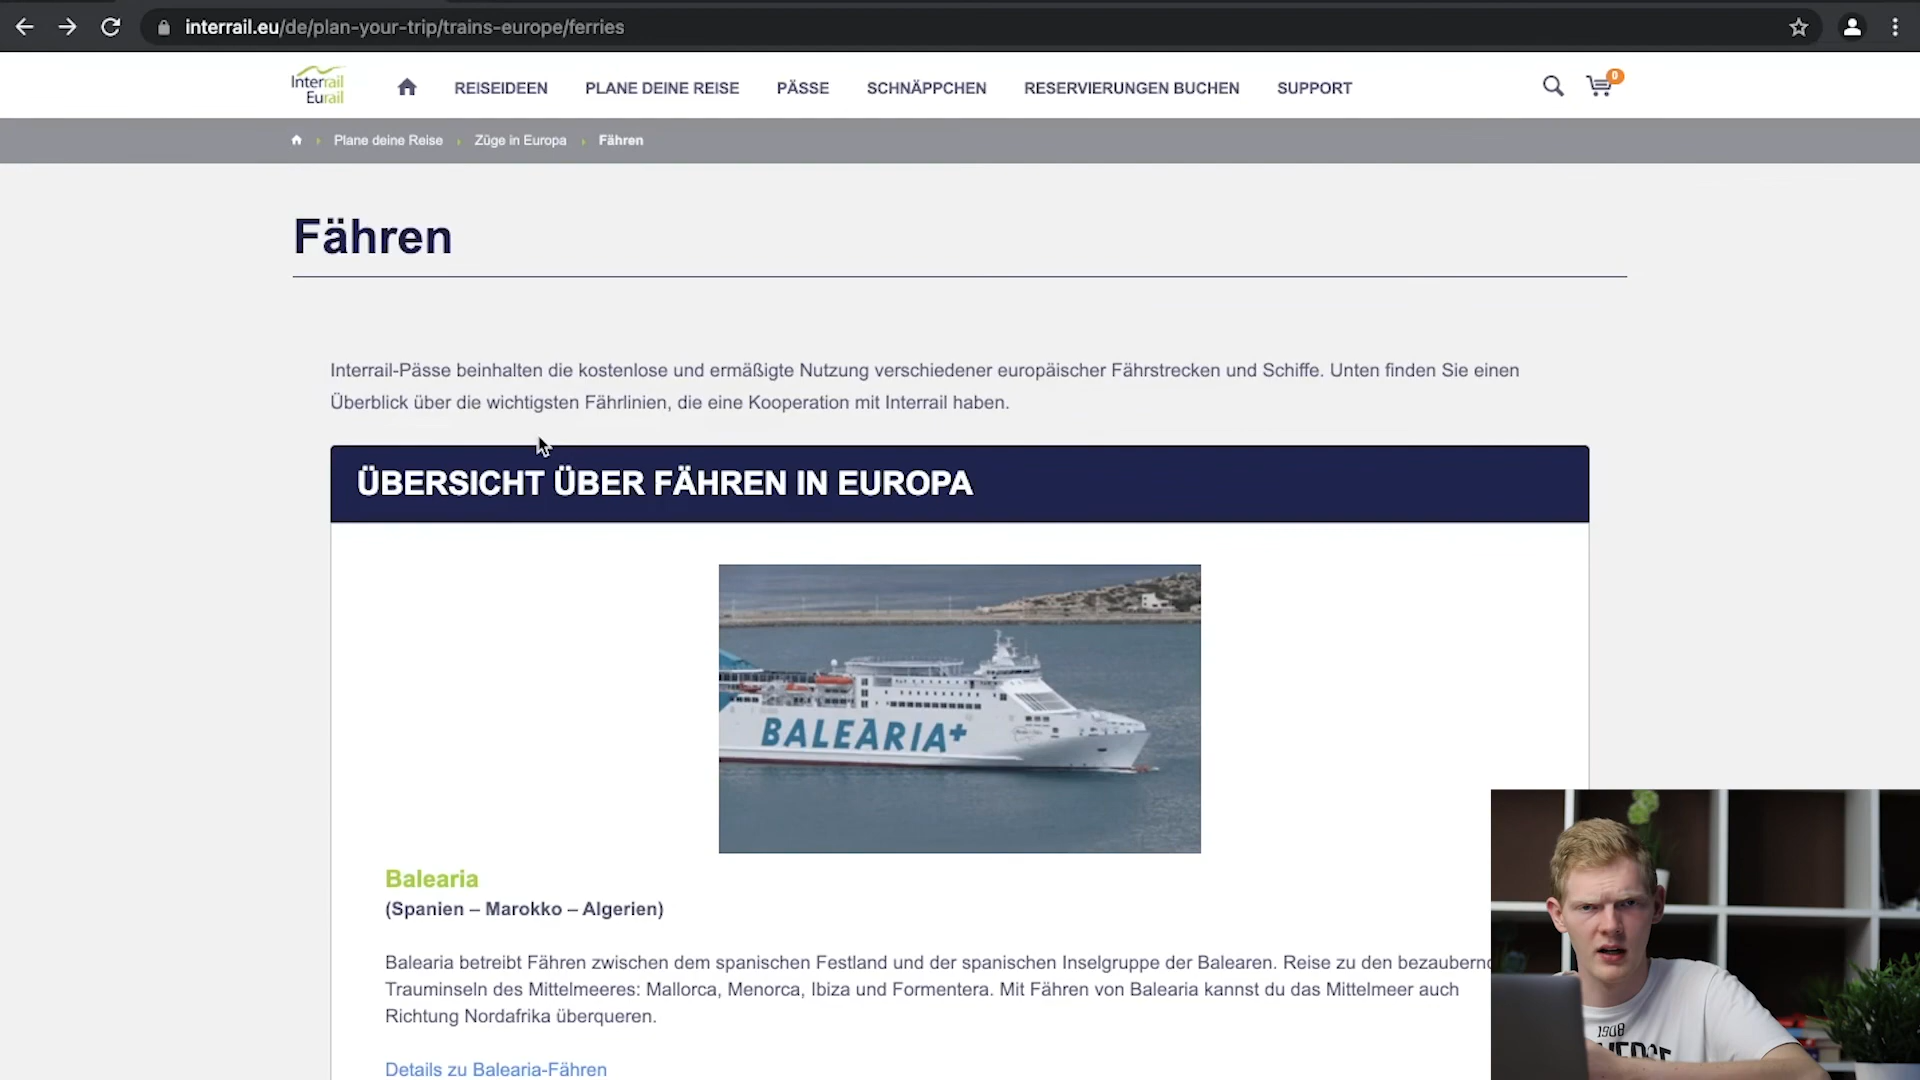 interrail.eu/de/plan-your-trip/trains-europe/ferries
Interrail
Eurail
REISEIDEEN
PLANE DEINE REISE
PÄSSE
SCHNÄPPCHEN
RESERVIERUNGEN BUCHEN
SUPPORT
0
Plane deine Reise
Züge in Europa
Fähren
Fähren
Interrail-Pässe beinhalten die kostenlose und ermäßigte Nutzung verschiedener europäischer Fährstrecken und Schiffe. Unten finden Sie einen
Überblick über die wichtigsten Fährlinien, die eine Kooperation mit Interrail haben.
ÜBERSICHT ÜBER FÄHREN IN EUROPA
BALEÀRIA+
Balearia
(Spanien – Marokko – Algerien)
Balearia betreibt Fähren zwischen dem spanischen Festland und der spanischen Inselgruppe der Balearen. Reise zu den
Trauminseln des Mittelmeeres: Mallorca, Menorca, Ibiza und Formentera. Mit Fähren von Balearia kannst du das Mittelmeer auch
Richtung Nordafrika überqueren.
Details zu Balearia-Fähren
1908